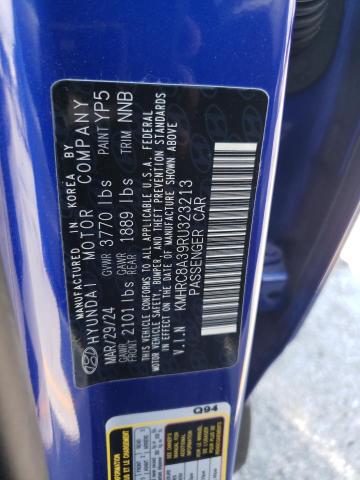 MANUFACTURED IN KOREA BY
HYUNDAI MOTOR COMPANY
MAR/29/24 GVWR 3770 lbs PAINT YP5
GAWR FRONT 2101 lbs GAWR REAR 1889 lbs TRIM NNB
THIS VEHICLE CONFORMS TO ALL APPLICABLE U.S.A. FEDERAL
MOTOR VEHICLE SAFETY, BUMPER, AND THEFT PREVENTION
STANDARDS IN EFFECT ON THE DATE OF MANUFACTURE SHOWN ABOVE.
V.I.N KMHRC8A39RU323213
PASSENGER CAR
Q94